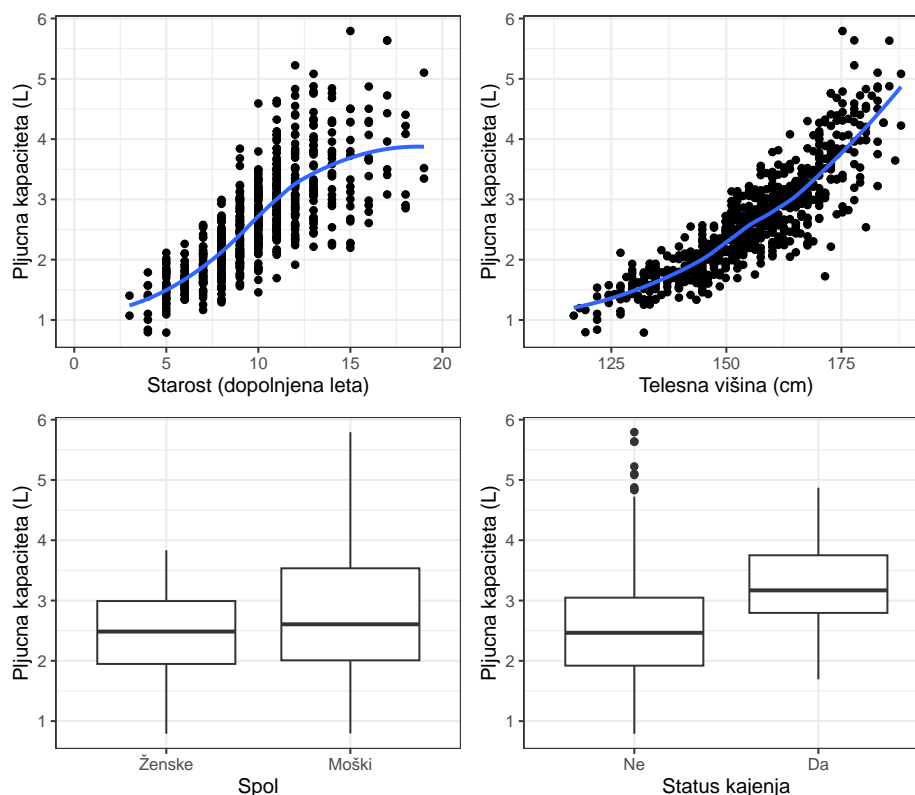 6
5
4
3
2
1
Pljucna kapaciteta (L)
0
5
10
15
20
Starost (dopolnjena leta)
6
5
4
3
2
1
Pljucna kapaciteta (L)
125
150
175
Telesna višina (cm)
6
5
4
3
2
1
Pljucna kapaciteta (L)
Ženske
Moški
Spol
6
5
4
3
2
1
Pljucna kapaciteta (L)
Ne
Da
Status kajenja